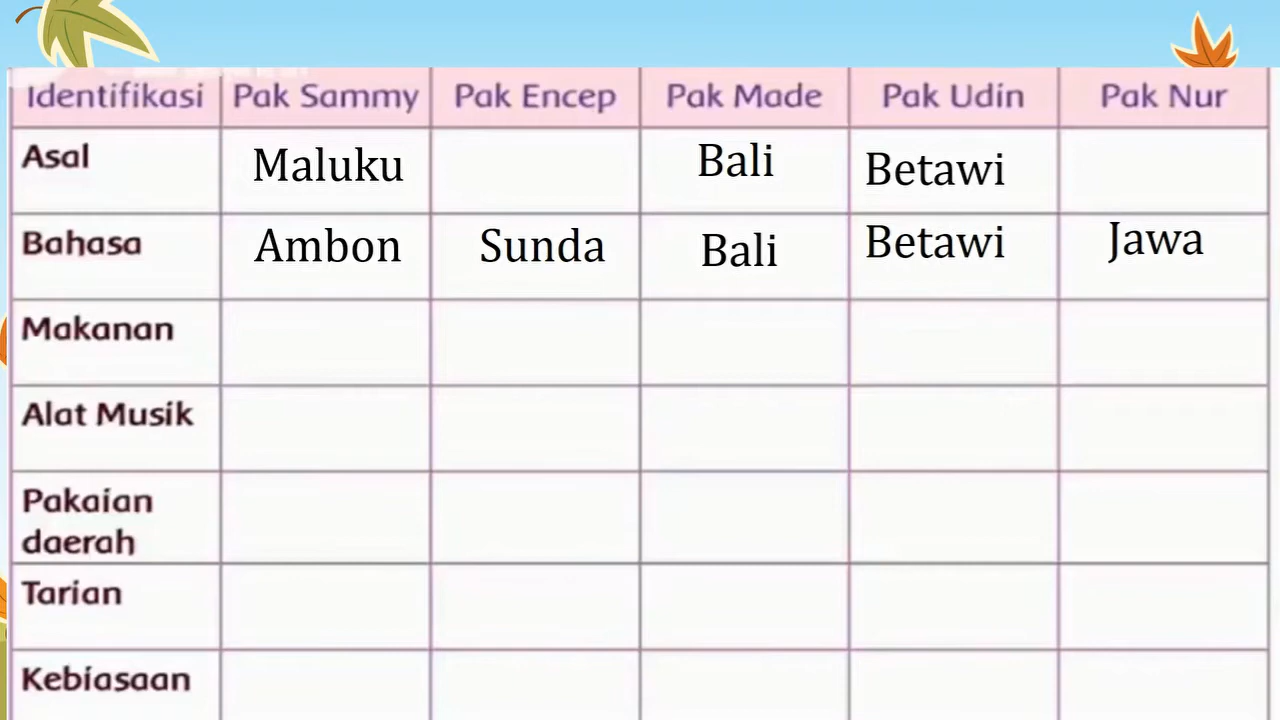 Identifikasi Pak Sammy Pak Encep Pak Made Pak Udin Pak Nur
Asal Maluku Bali Betawi
Bahasa Ambon Sunda Bali Betawi Jawa
Makanan
Alat Musik
Pakaian
daerah
Tarian
Kebiasaan